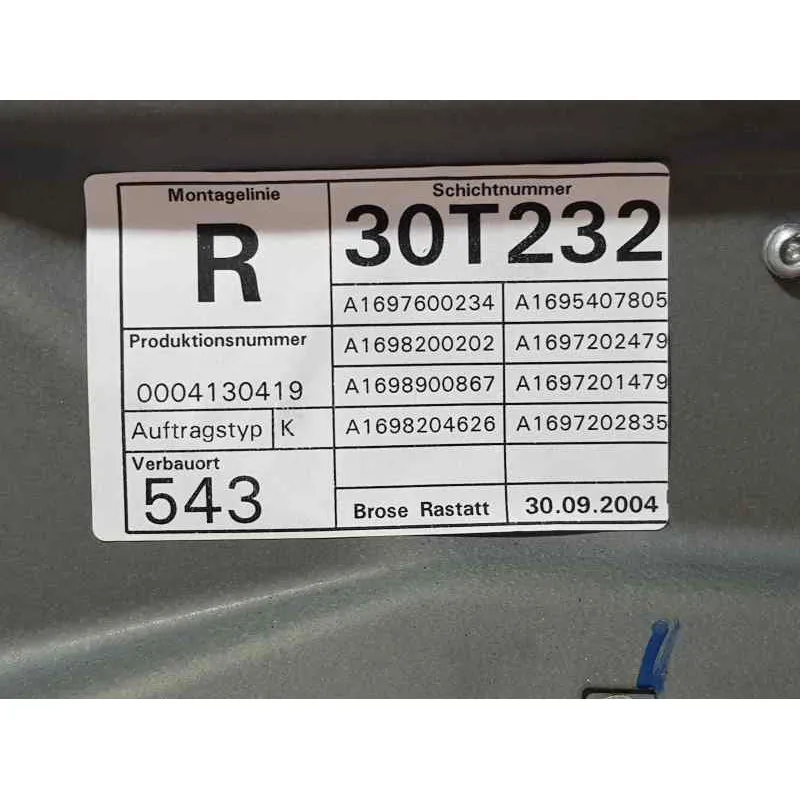 Montagelinie
R
Schichtnummer
30T232
A1697600234 A1695407805
A1698200202 A1697202479
A1698900867 A1697201479
A1698204626 A1697202835
Produktionsnummer
0004130419
Auftragstyp K
Verbauort
543
Brose Rastatt 30.09.2004